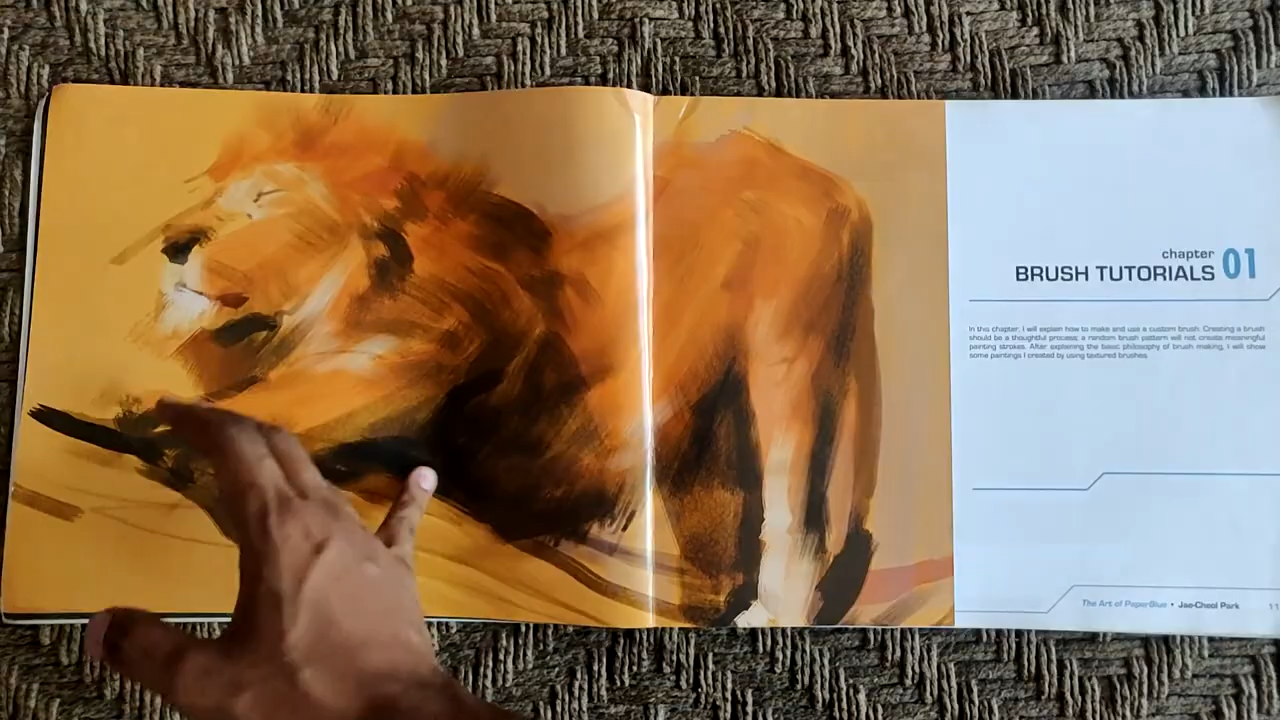 chapter
BRUSH TUTORIALS 01
In this chapter, I will explain how to make and use a custom brush. Creating a brush
should be a thoughtful process; a random brush pattern will not create meaningful
painting strokes. After explaining the basic philosophy of brush making, I will show
some paintings I created by using textured brushes.
The Art of PaperBlue • Jae-Cheol Park